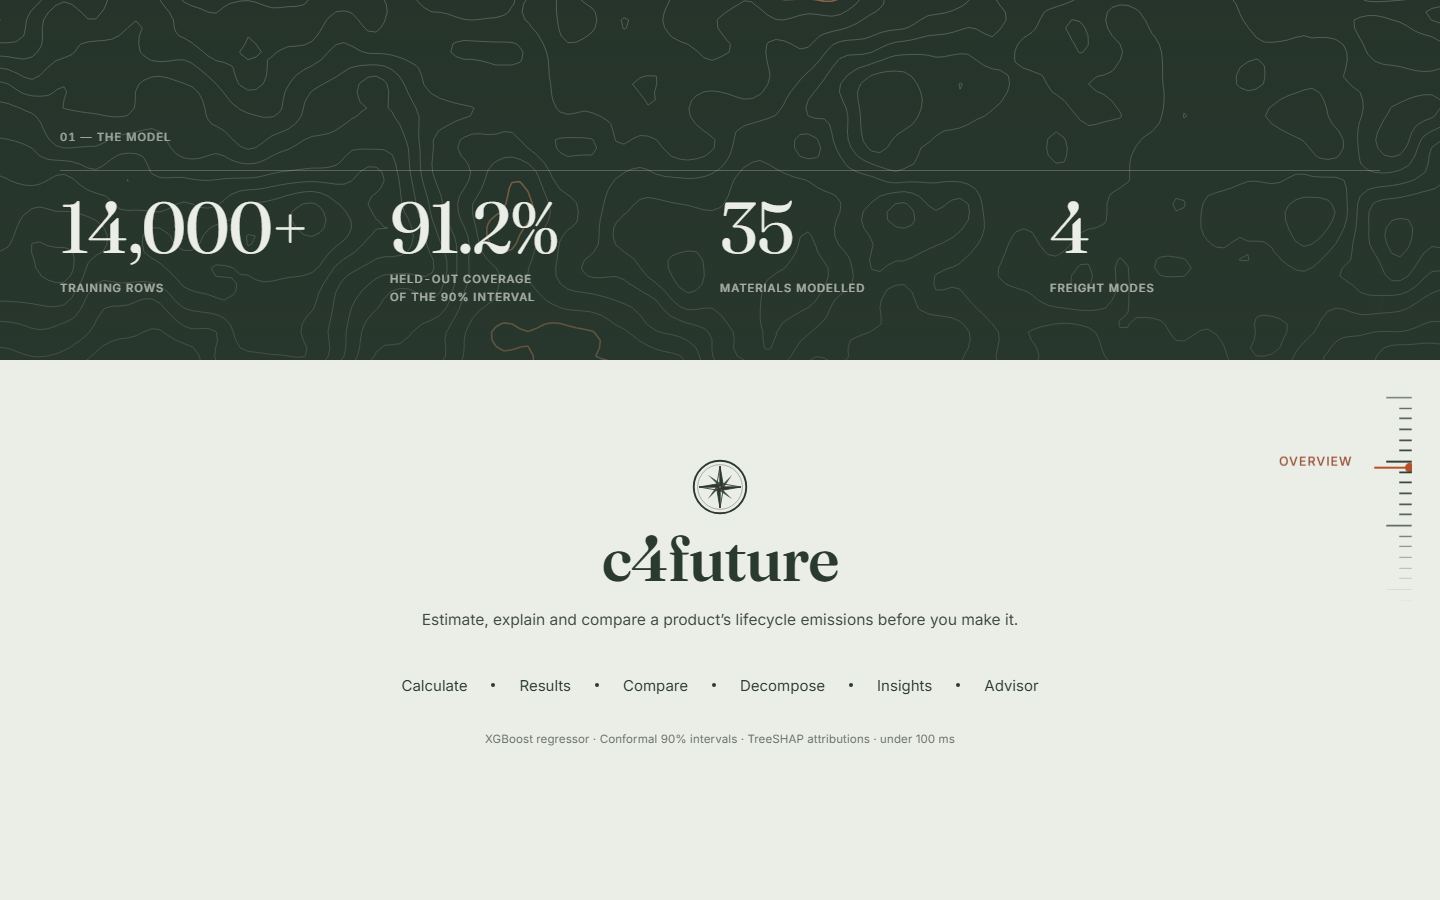 01 — THE MODEL
14,000+
TRAINING ROWS
91.2%
HELD-OUT COVERAGE
OF THE 90% INTERVAL
35
MATERIALS MODELLED
4
FREIGHT MODES
OVERVIEW
c4future
Estimate, explain and compare a product’s lifecycle emissions before you make it.
Calculate • Results • Compare • Decompose • Insights • Advisor
XGBoost regressor · Conformal 90% intervals · TreeSHAP attributions · under 100 ms